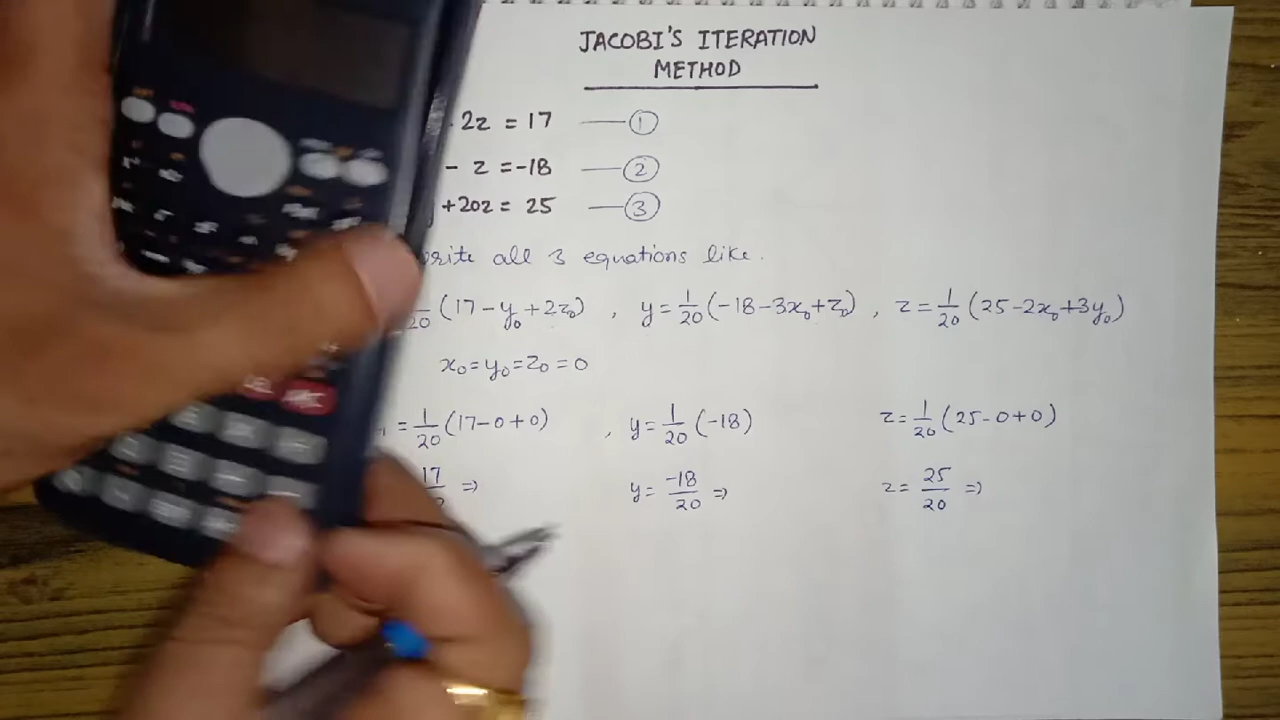 JACOBI'S ITERATION
METHOD
2z = 17 ——①
- z = -18 ——②
+20z = 25 ——③
all 3 equations like.
20 (17-y₀+2z₀) , y = 1/20 (-18-3x₀+z₀) , z = 1/20 (25-2x₀+3y₀)
x₀=y₀=z₀=0
= 1/20 (17-0+0) , y = 1/20 (-18) z = 1/20 (25-0+0)
17 => y = -18/20 => z = 25/20 =>